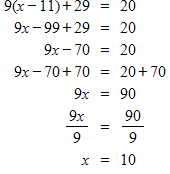 9(x−11)+29 = 20
9x−99+29 = 20
9x−70 = 20
9x−70+70 = 20+70
9x = 90
9x/9 = 90/9
x = 10